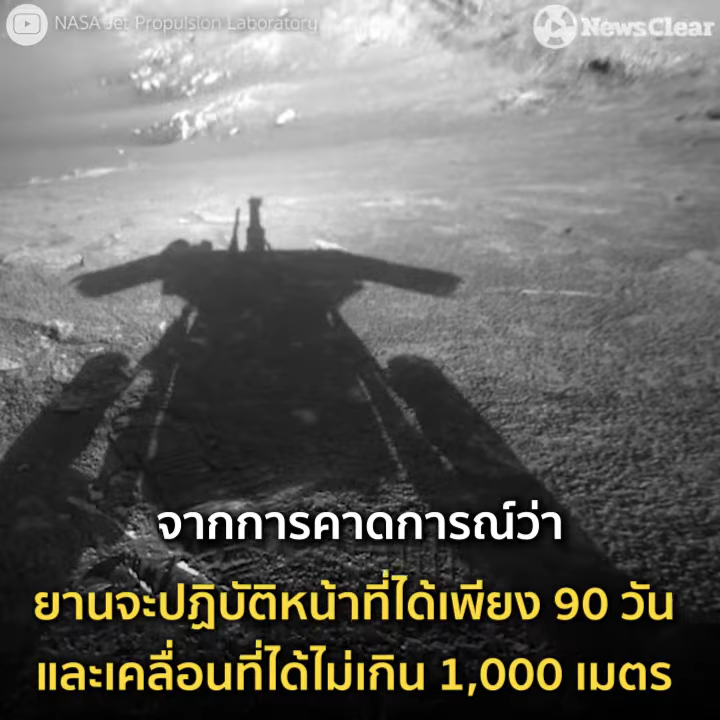 NASA Jet Propulsion Laboratory
NewsClear
จากการคาดการณ์ว่า
ยานจะปฏิบัติหน้าที่ได้เพียง 90 วัน
และเคลื่อนที่ได้ไม่เกิน 1,000 เมตร